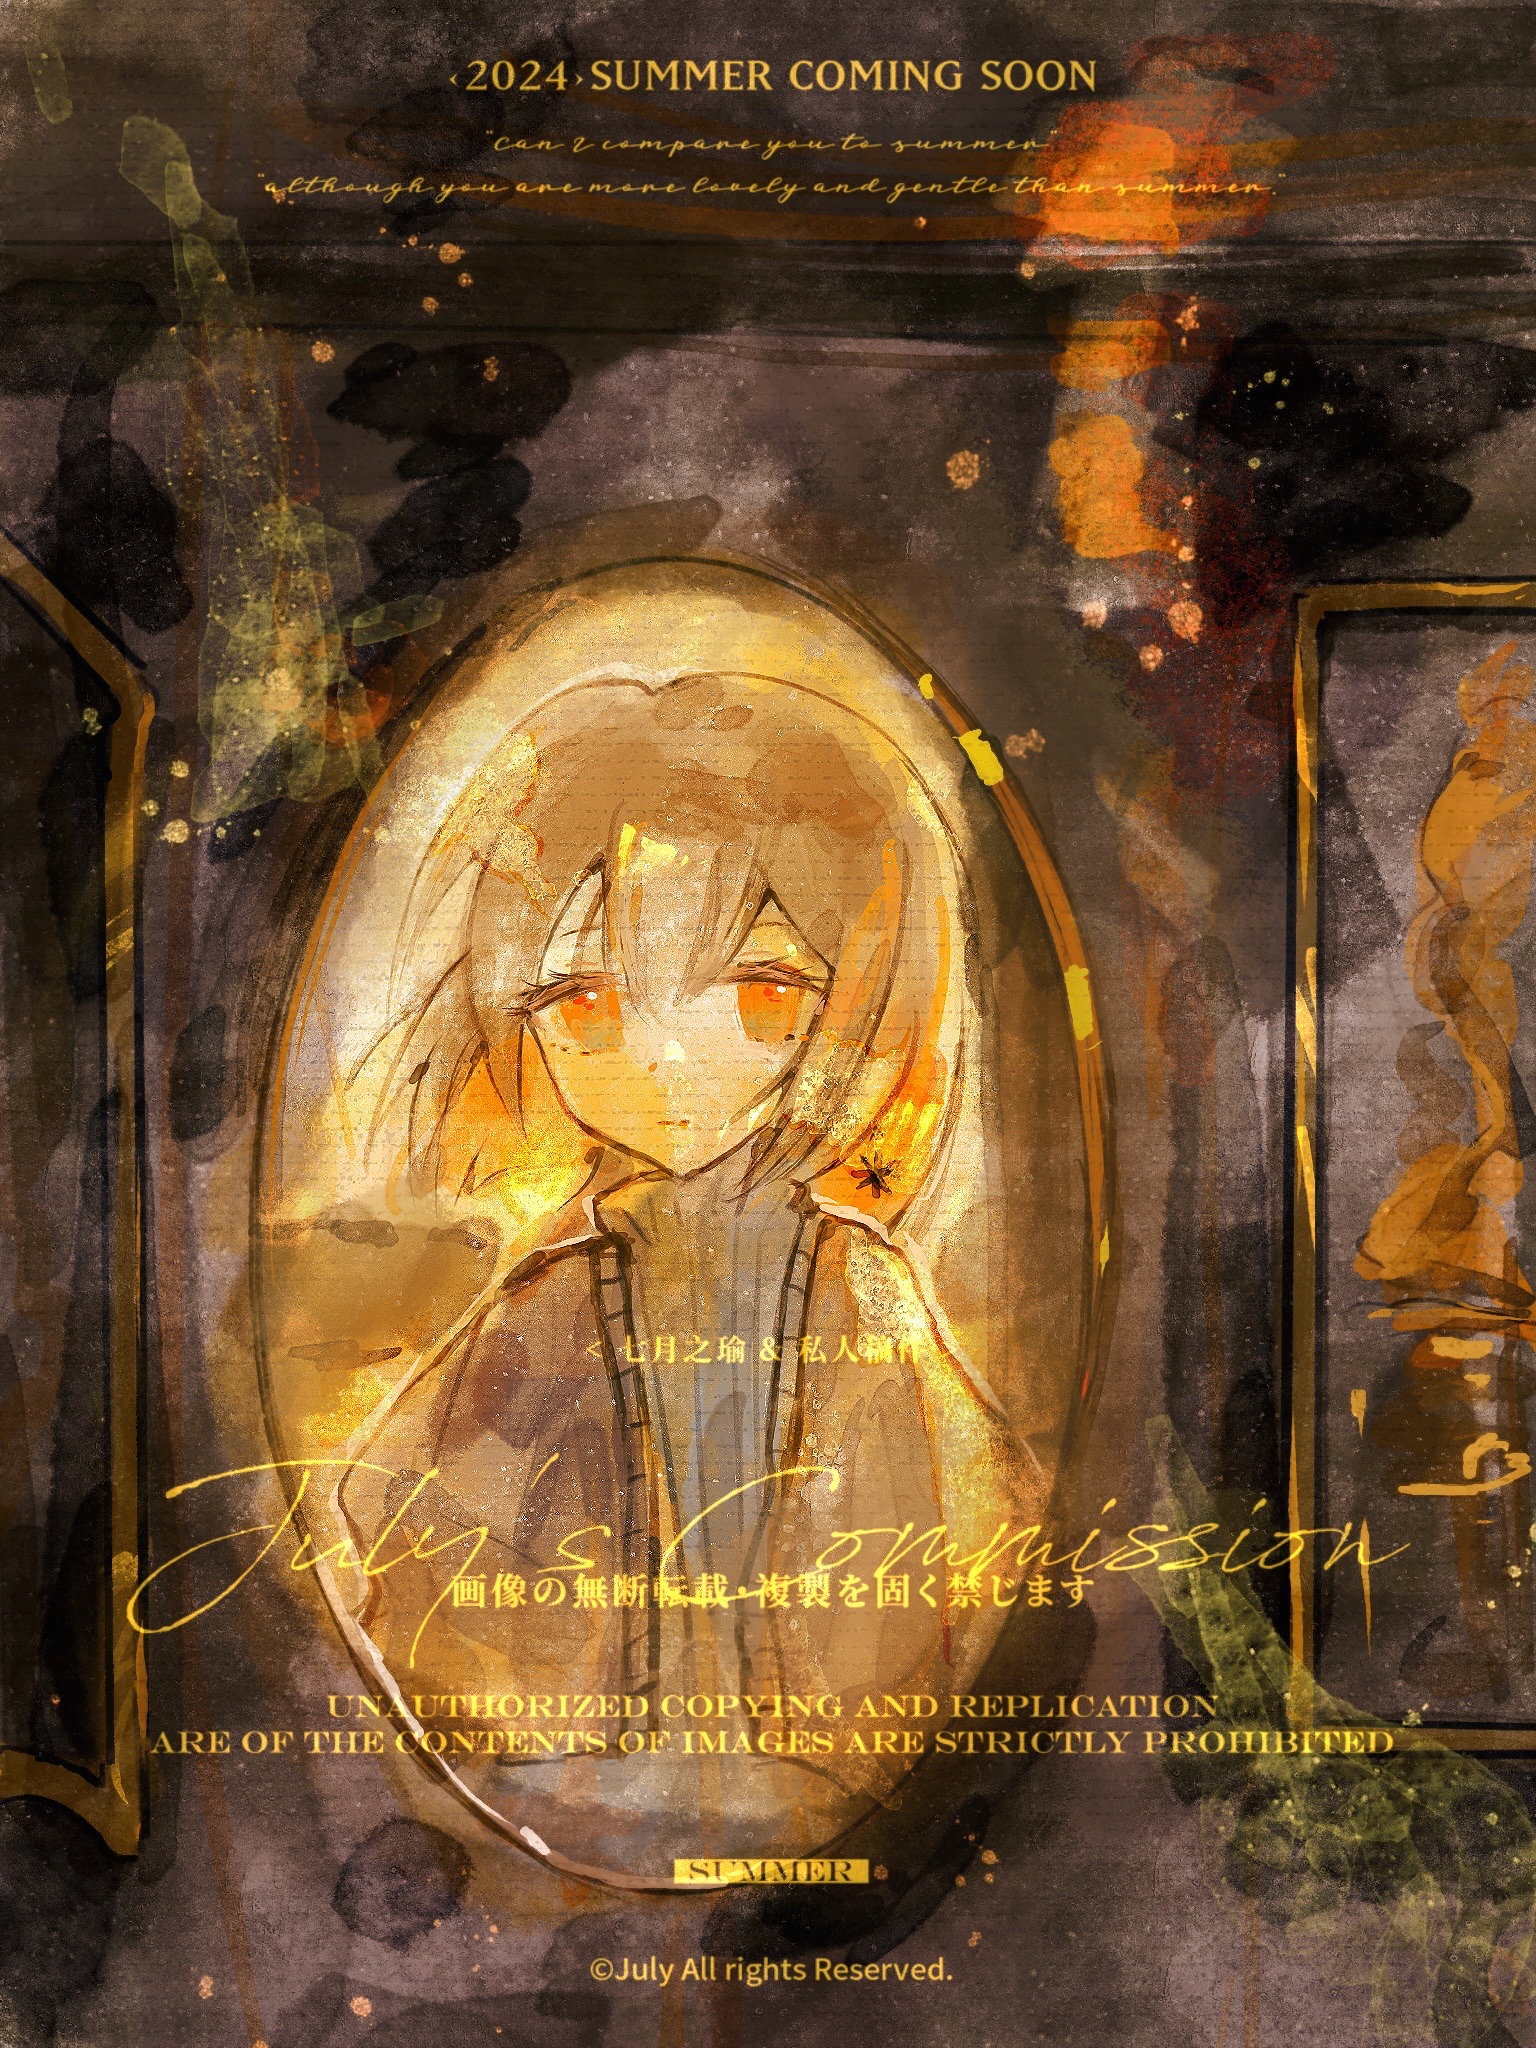 ‹2024›SUMMER COMING SOON
"can I compare you to summer"
"although you are more lovely and gentle than summer."
< 七月之瑜 & 私人稿件
July's Commission
画像の無断転載·複製を固く禁じます
UNAUTHORIZED COPYING AND REPLICATION
ARE OF THE CONTENTS OF IMAGES ARE STRICTLY PROHIBITED
SUMMER
©July All rights Reserved.